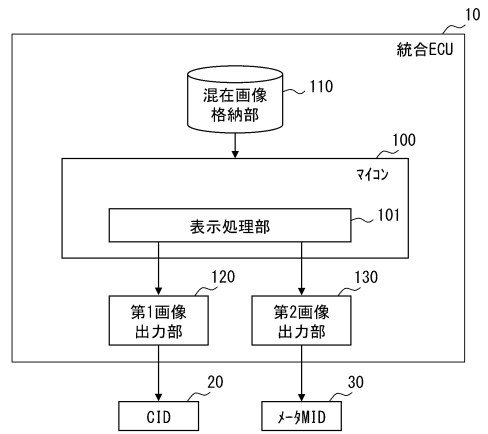 10
統合ECU
混在画像
格納部
110
100
ﾏｲｺﾝ
表示処理部
101
120
130
第1画像
出力部
第2画像
出力部
20
30
CID
ﾒｰﾀMID